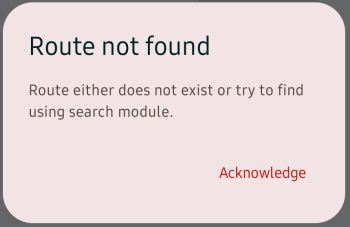 Route not found
Route either does not exist or try to find
using search module.
Acknowledge